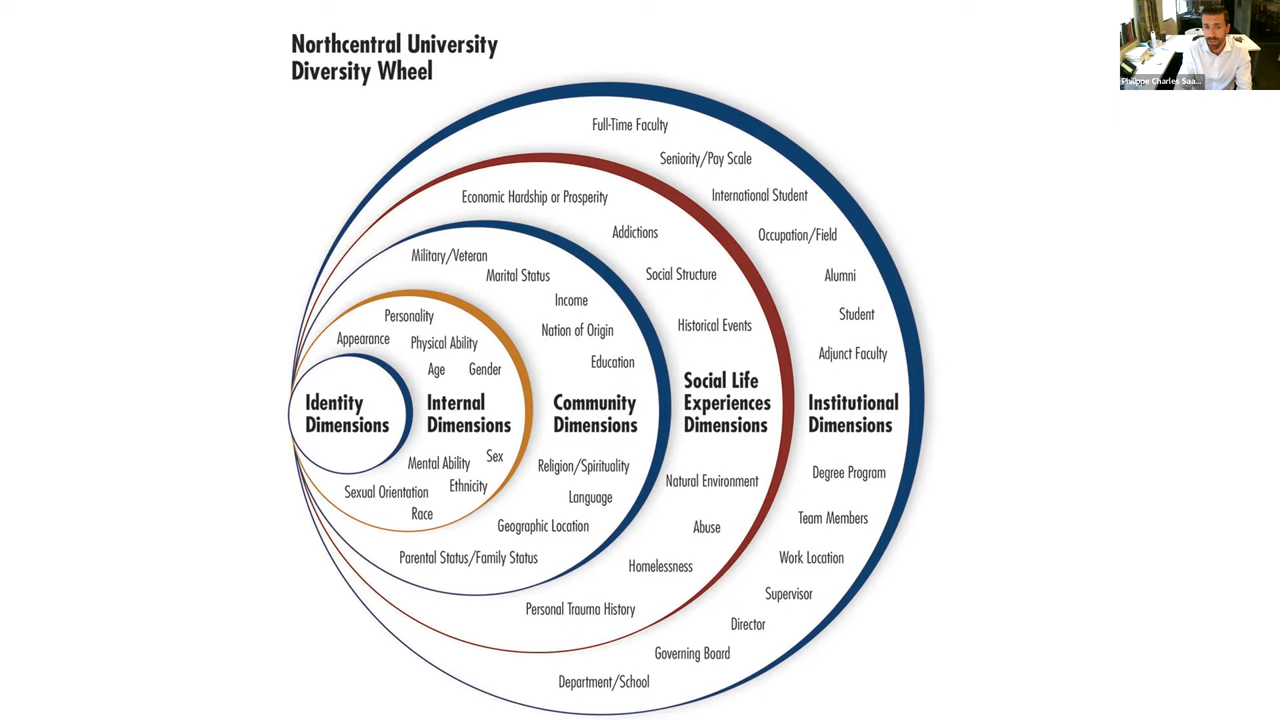 Northcentral University
Diversity Wheel
Philippe Charles Saa...
Full-Time Faculty
Seniority/Pay Scale
International Student
Occupation/Field
Alumni
Student
Adjunct Faculty
Institutional
Dimensions
Degree Program
Team Members
Work Location
Supervisor
Director
Governing Board
Department/School
Economic Hardship or Prosperity
Addictions
Social Structure
Historical Events
Social Life
Experiences
Dimensions
Natural Environment
Abuse
Homelessness
Personal Trauma History
Military/Veteran
Marital Status
Income
Nation of Origin
Education
Community
Dimensions
Religion/Spirituality
Language
Geographic Location
Parental Status/Family Status
Personality
Appearance
Physical Ability
Age
Gender
Internal
Dimensions
Mental Ability
Sex
Sexual Orientation
Ethnicity
Race
Identity
Dimensions